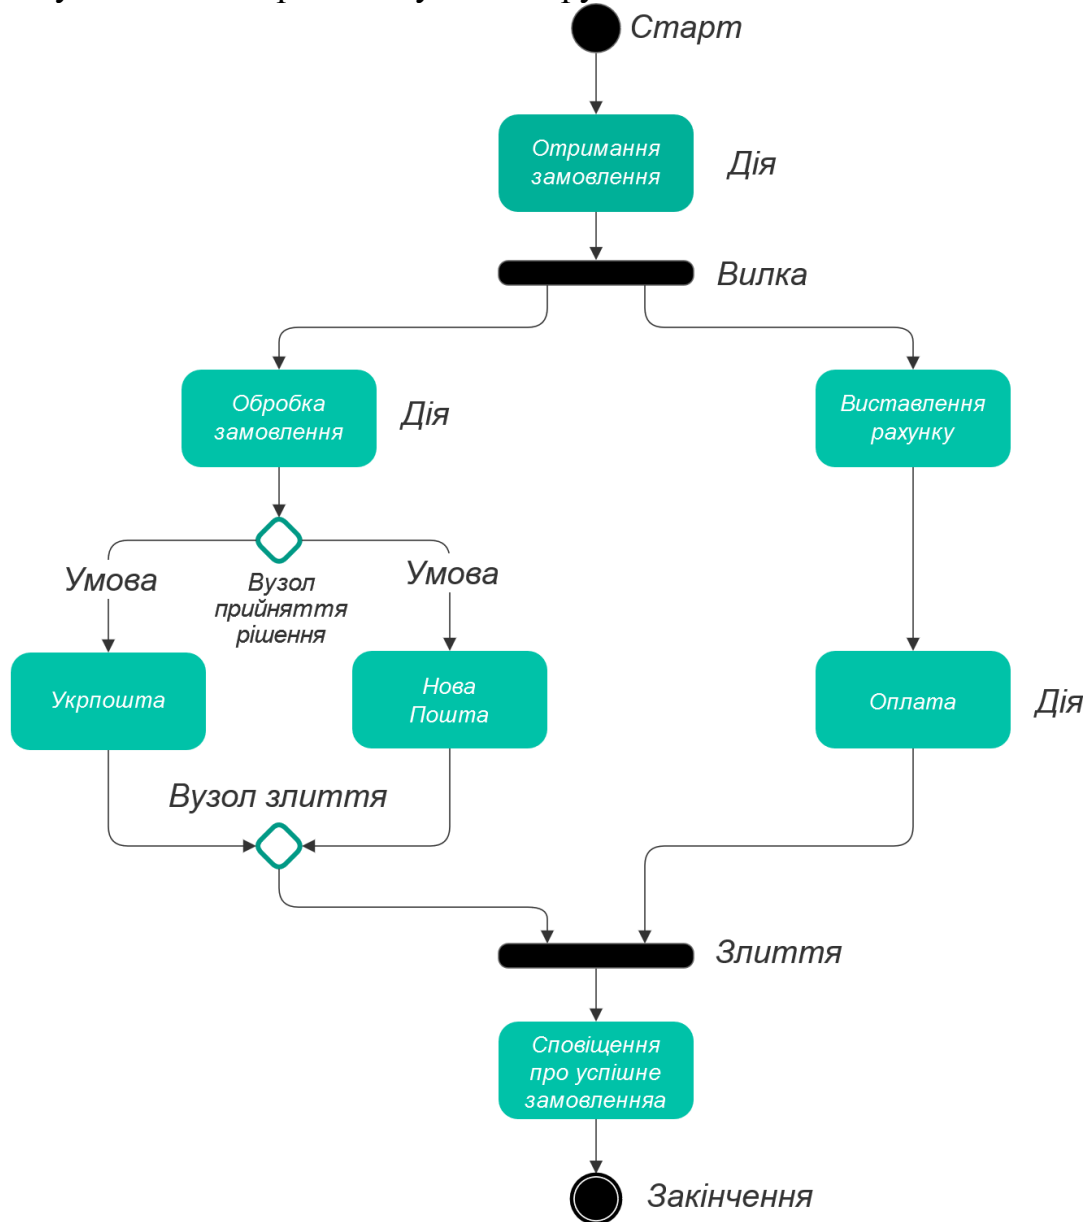 Старт
Отримання
замовлення
Дія
Вилка
Обробка
замовлення
Дія
Виставлення
рахунку
Умова
Вузол
прийняття
рішення
Умова
Укрпошта
Нова
Пошта
Оплата
Дія
Вузол злиття
Злиття
Сповіщення
про успішне
замовленняа
Закінчення